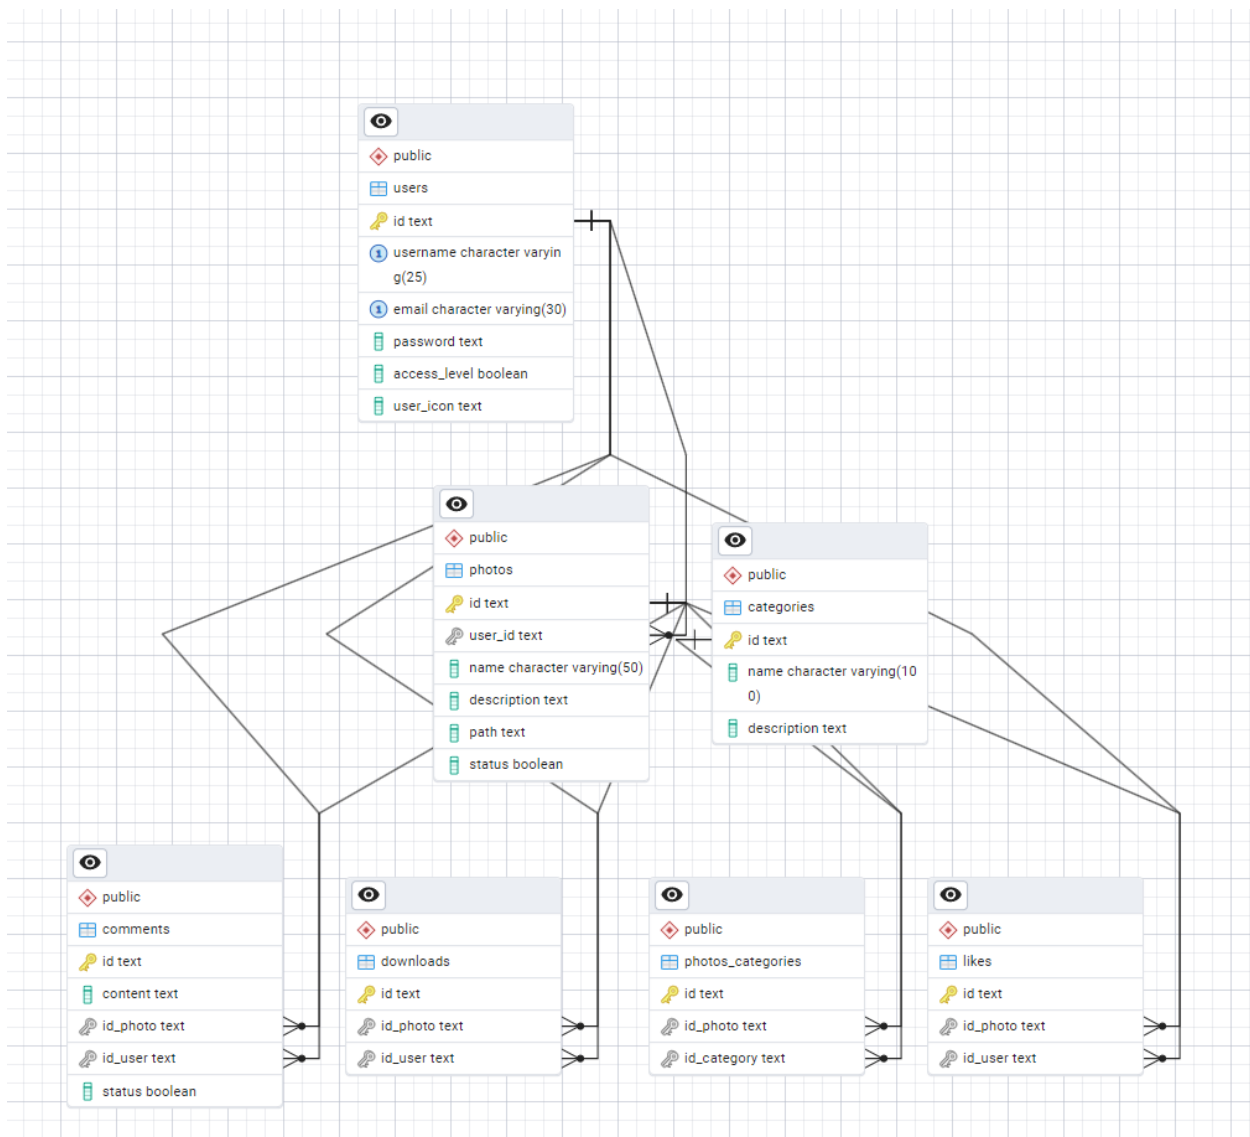 public
users
id text
username character varyin
g(25)
email character varying(30)
password text
access_level boolean
user_icon text
public
photos
id text
user_id text
name character varying(50)
description text
path text
status boolean
public
categories
id text
name character varying(10
0)
description text
public
comments
id text
content text
id_photo text
id_user text
status boolean
public
downloads
id text
id_photo text
id_user text
public
photos_categories
id text
id_photo text
id_category text
public
likes
id text
id_photo text
id_user text